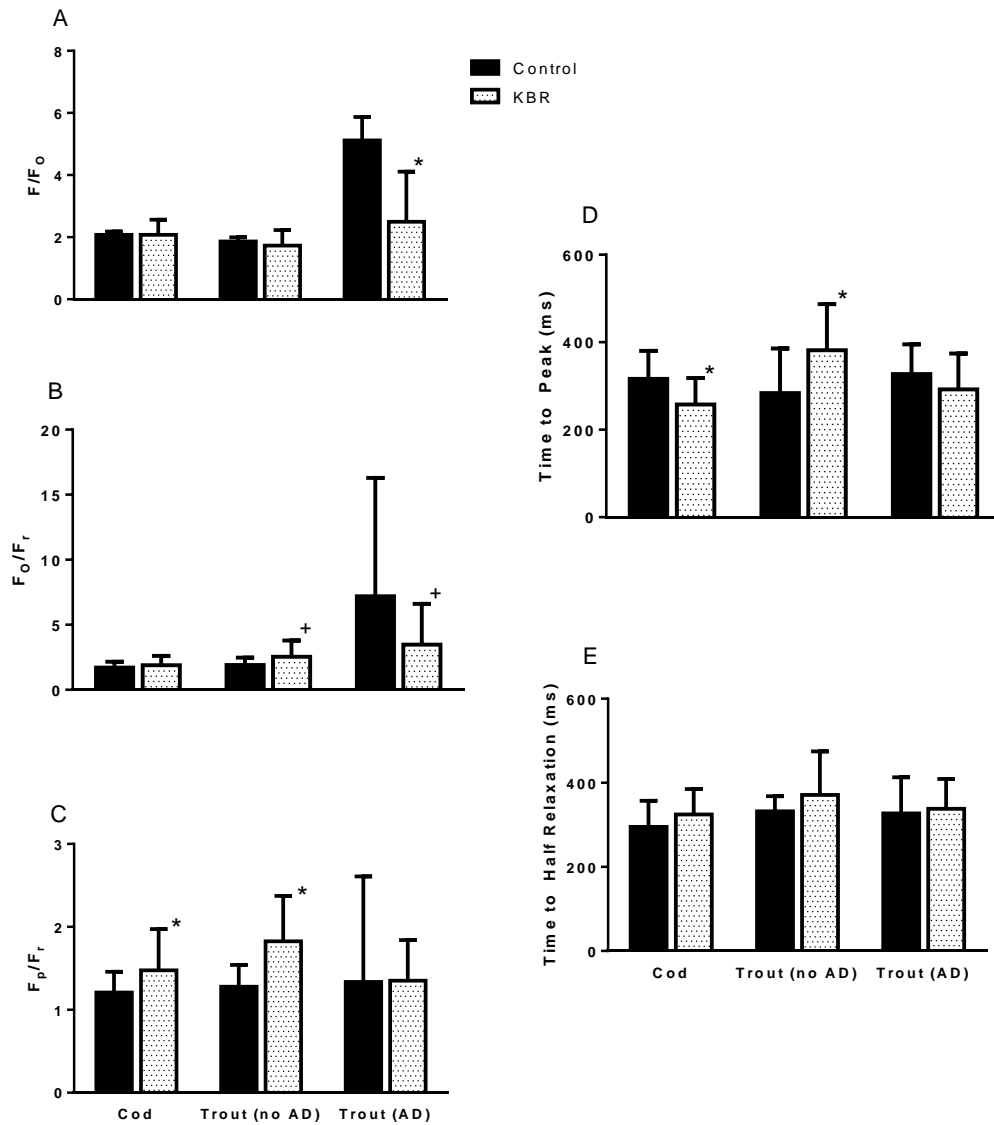 A
8
6
4
2
0
F/FO
*
Control
KBR
B
20
15
10
5
0
FO/Fr
+
+
C
3
2
1
0
Fp/Fr
*
*
Cod Trout (no AD) Trout (AD)
D
600
400
200
0
Time to Peak (ms)
*
*
E
600
400
200
0
Time to Half Relaxation (ms)
Cod Trout (no AD) Trout (AD)